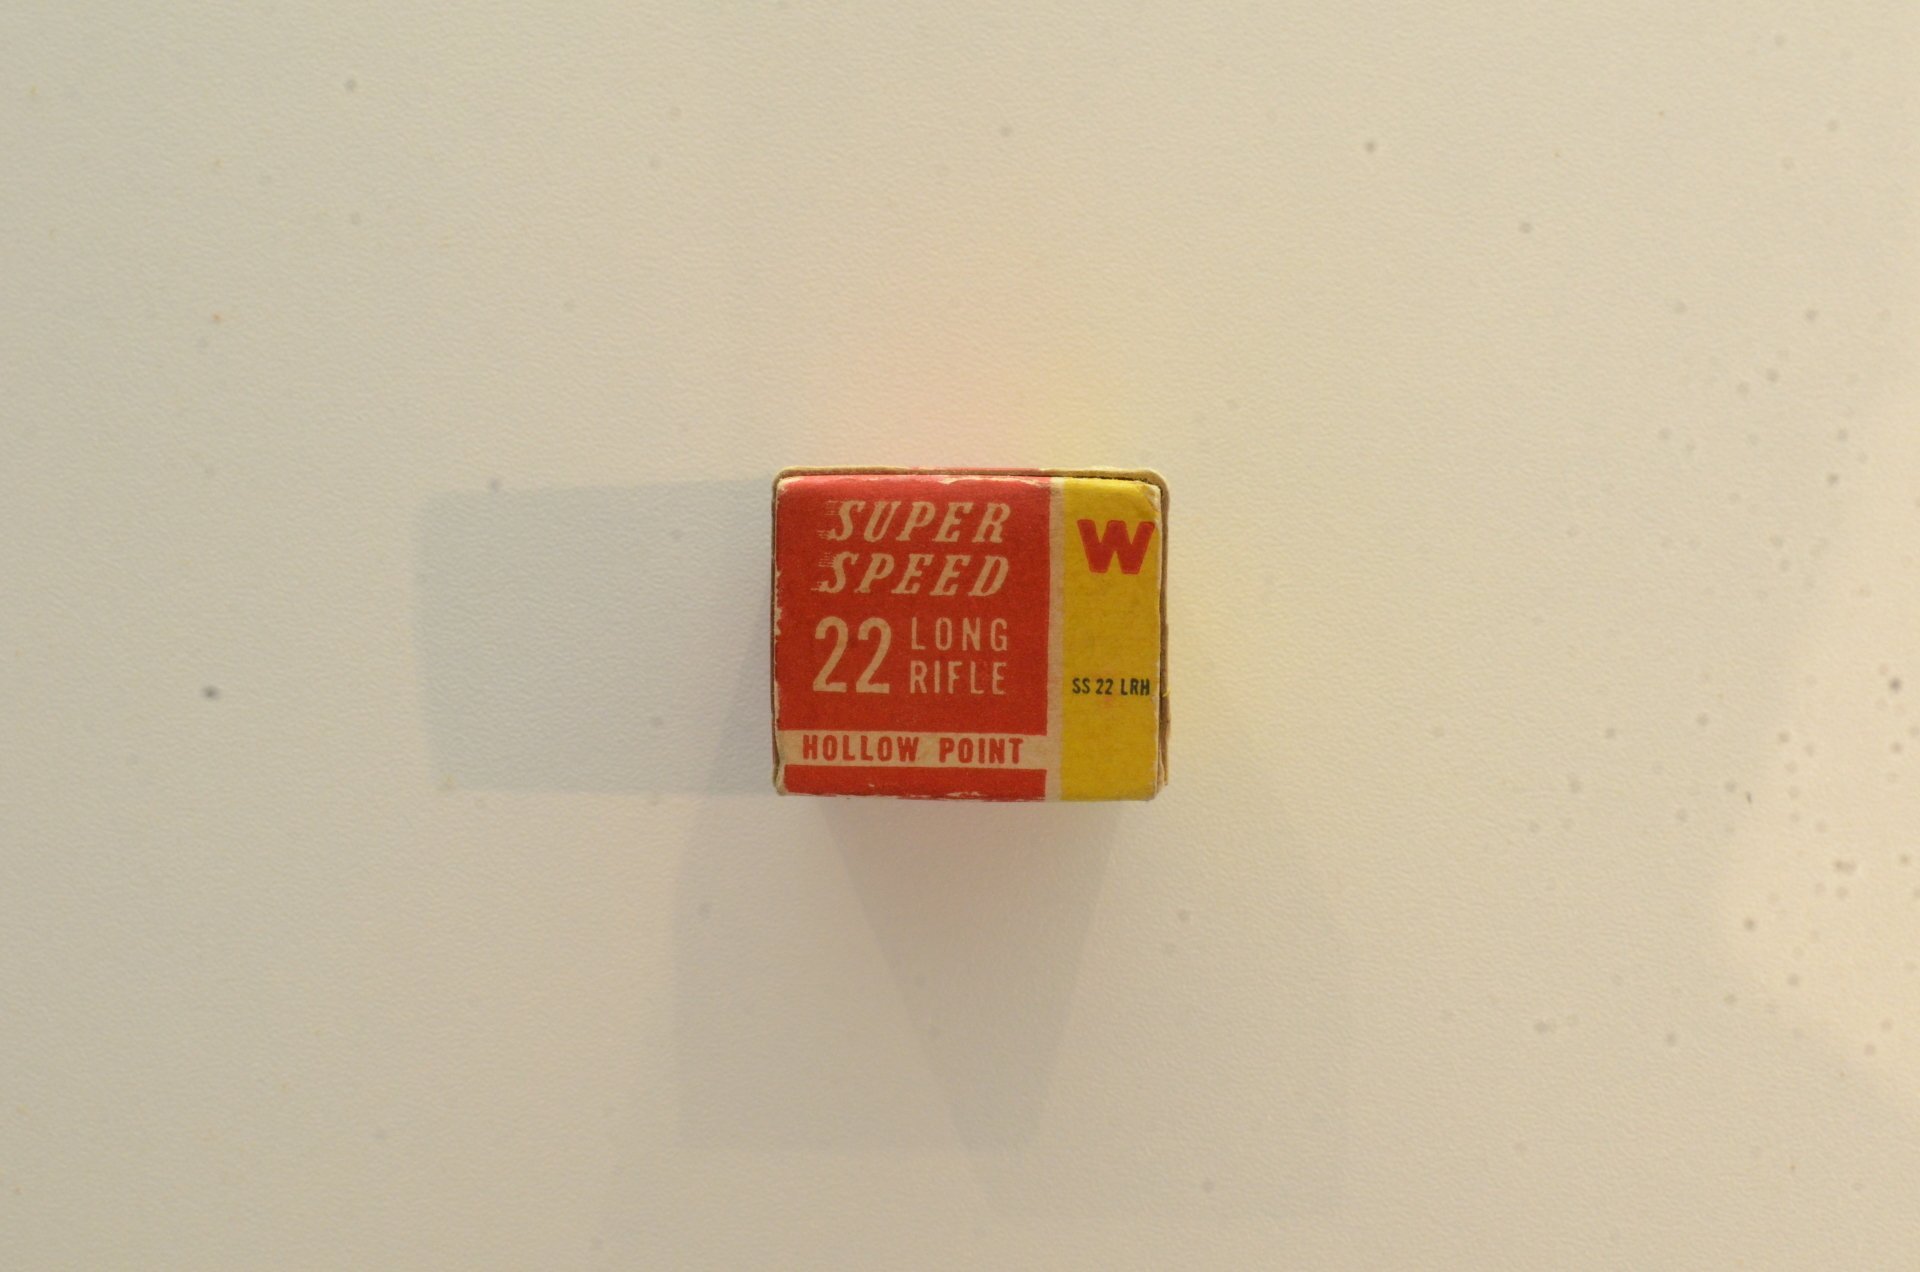 SUPER
SPEED
22 LONG
RIFLE
HOLLOW POINT
W
SS 22 LRH